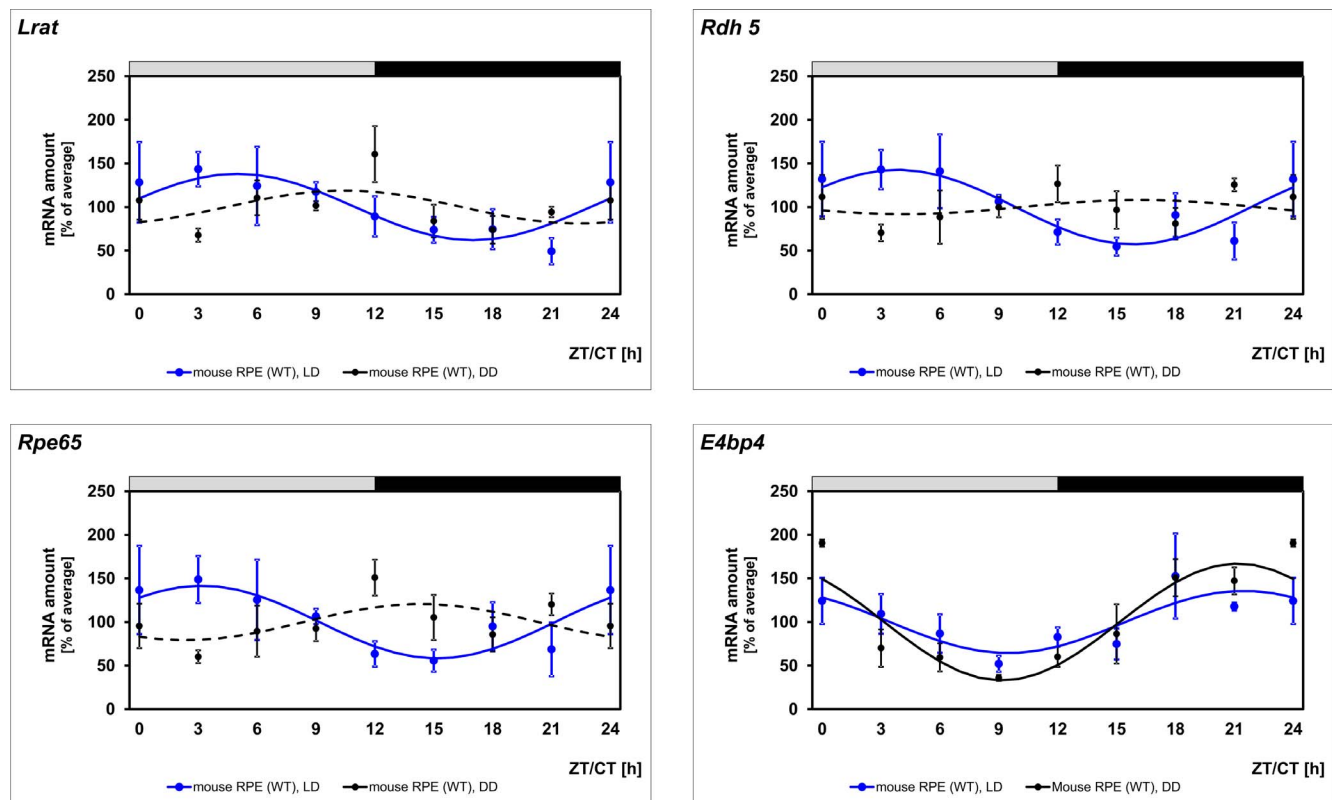 Lrat
mRNA amount
[% of average]
250
200
150
100
50
0
0 3 6 9 12 15 18 21 24
ZT/CT [h]
mouse RPE (WT), LD mouse RPE (WT), DD
Rdh 5
mRNA amount
[% of average]
250
200
150
100
50
0
0 3 6 9 12 15 18 21 24
ZT/CT [h]
mouse RPE (WT), LD mouse RPE (WT), DD
Rpe65
mRNA amount
[% of average]
250
200
150
100
50
0
0 3 6 9 12 15 18 21 24
ZT/CT [h]
mouse RPE (WT), LD mouse RPE (WT), DD
E4bp4
mRNA amount
[% of average]
250
200
150
100
50
0
0 3 6 9 12 15 18 21 24
ZT/CT [h]
mouse RPE (WT), LD Mouse RPE (WT), DD